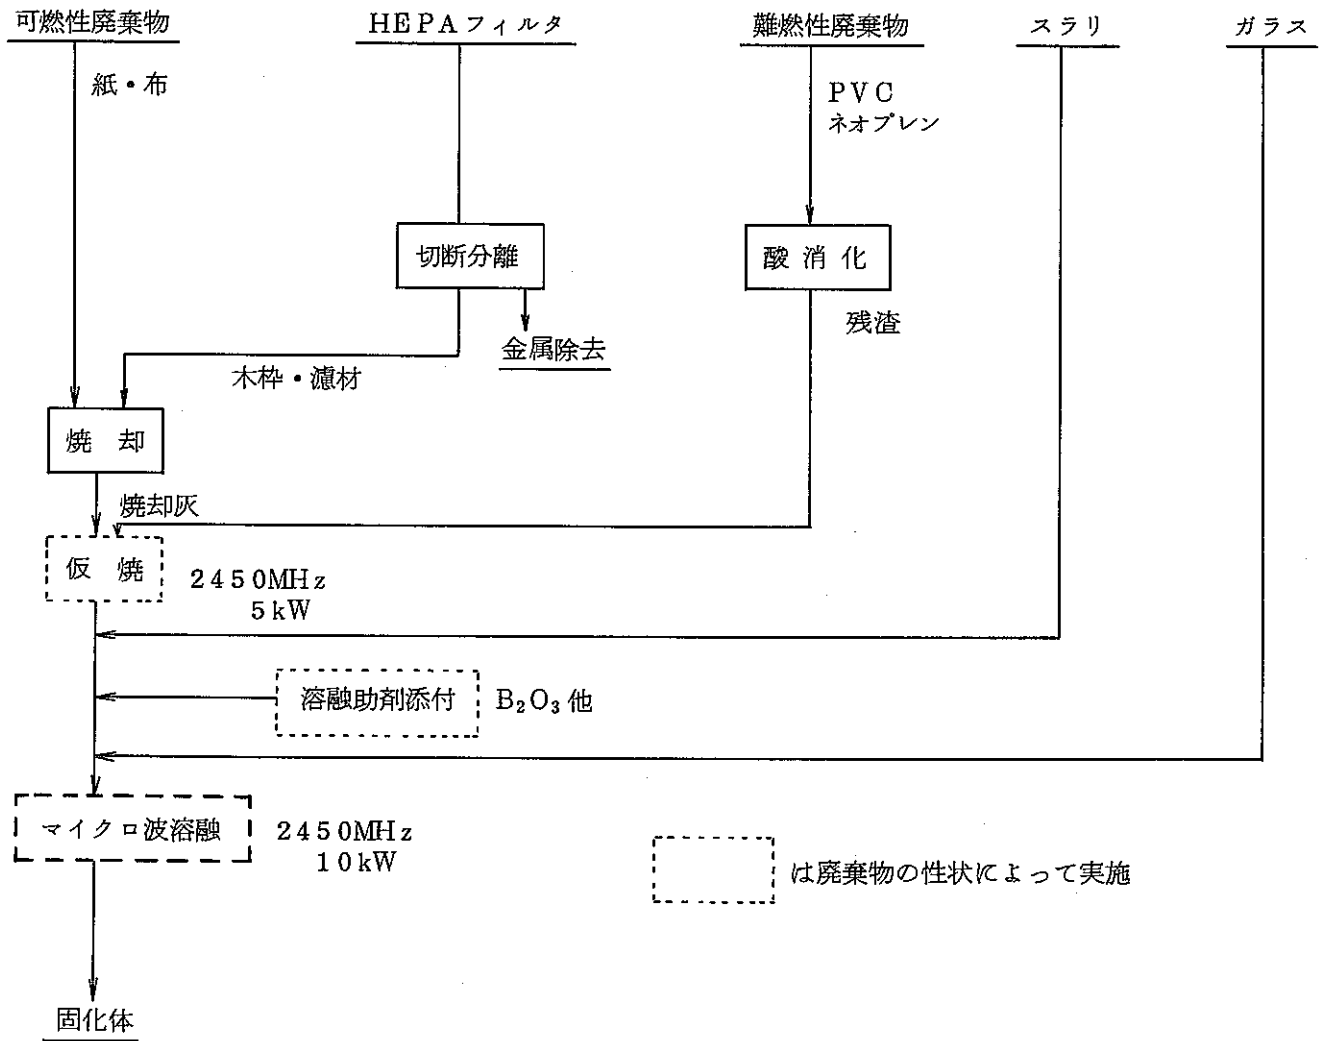 可燃性廃棄物
HEPAフィルタ
難燃性廃棄物
スラリ
ガラス
紙・布
PVC
ネオプレン
切断分離
酸消化
残渣
金属除去
木枠・濾材
焼却
焼却灰
仮焼
2450MHz
5kW
溶融助剤添付
B₂O₃他
マイクロ波溶融
2450MHz
10kW
は廃棄物の性状によって実施
固化体